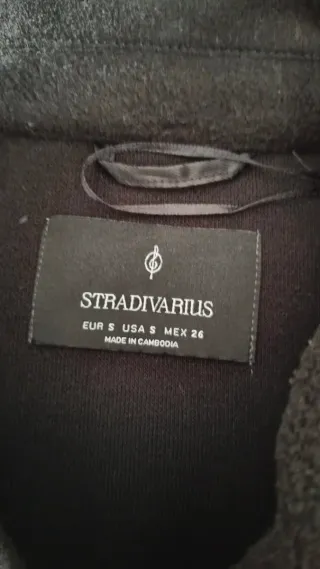 STRADIVARIUS
EUR S USA S MEX 26
MADE IN CAMBODIA